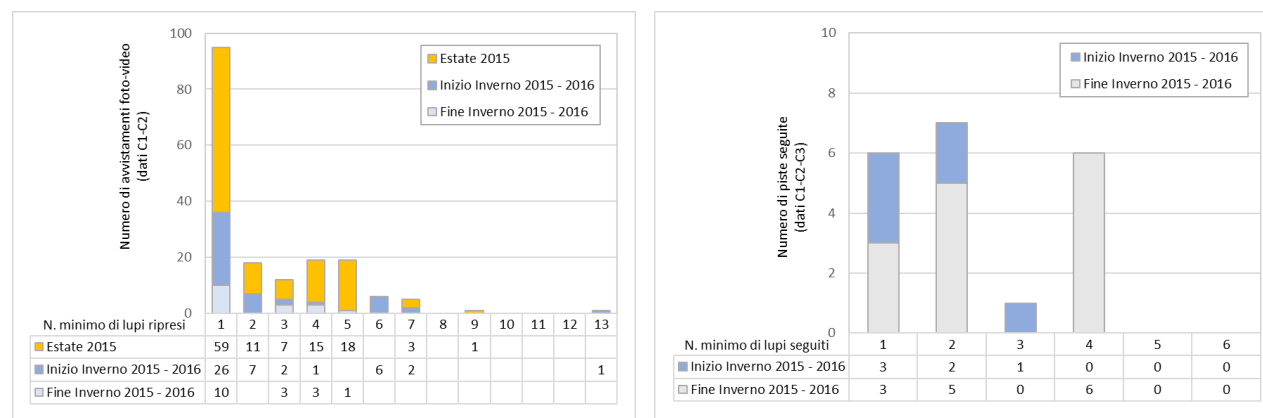 Numero di avvistamenti foto-video
(dati C1-C2)
100
80
60
40
20
0
Estate 2015
Inizio Inverno 2015 - 2016
Fine Inverno 2015 - 2016
N. minimo di lupi ripresi 1 2 3 4 5 6 7 8 9 10 11 12 13
Estate 2015 59 11 7 15 18 3 1
Inizio Inverno 2015 - 2016 26 7 2 1 6 2 1
Fine Inverno 2015 - 2016 10 3 3 1
Numero di piste seguite
(dati C1-C2-C3)
10
8
6
4
2
0
Inizio Inverno 2015 - 2016
Fine Inverno 2015 - 2016
N. minimo di lupi seguiti 1 2 3 4 5 6
Inizio Inverno 2015 - 2016 3 2 1 0 0 0
Fine Inverno 2015 - 2016 3 5 0 6 0 0